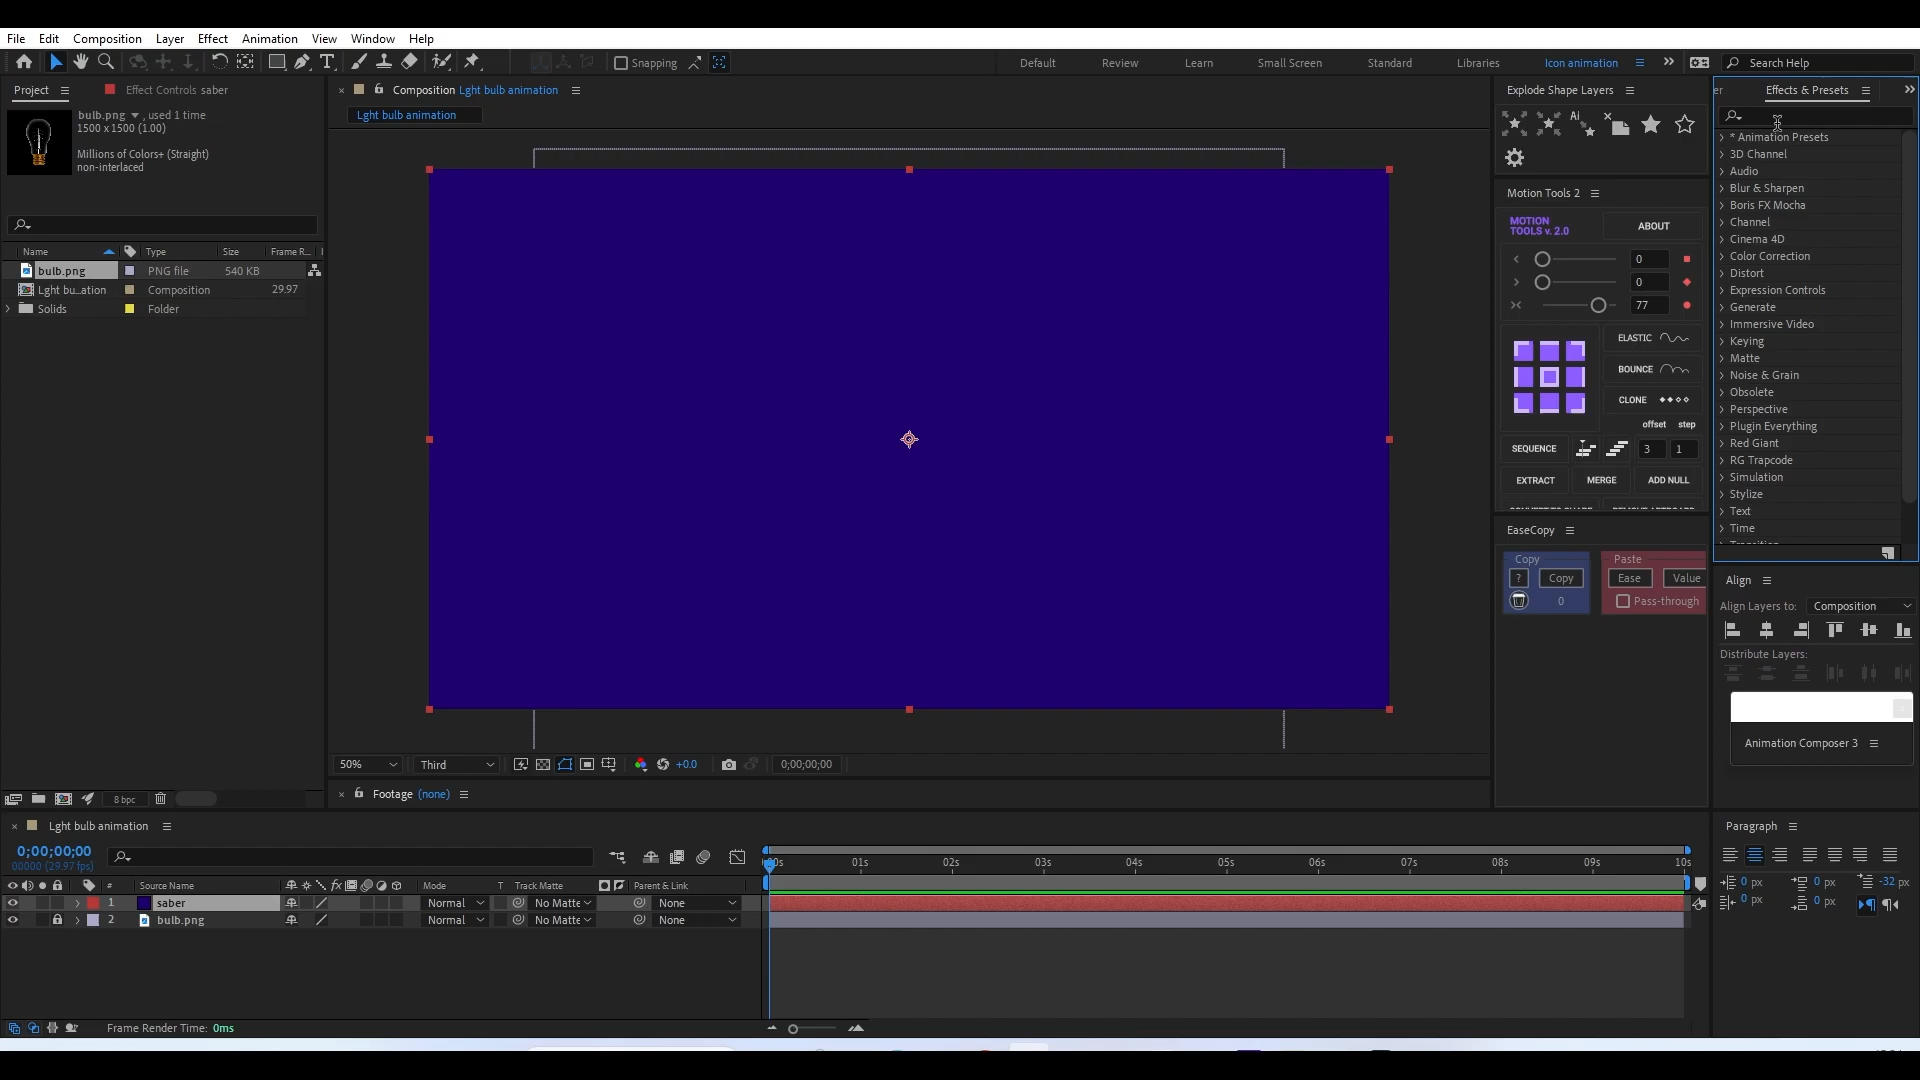 File Edit Composition Layer Effect Animation View Window Help
Snapping
Default Review Learn Small Screen Standard Libraries Icon animation Search Help
Project Effect Controls saber
bulb.png , used 1 time
1500 x 1500 (1.00)
Millions of Colors+ (Straight)
non-interlaced
Name Type Size Frame R...
bulb.png PNG file 540 KB
Lght bu...ation Composition 29.97
Solids Folder
8 bpc
Composition Lght bulb animation
Lght bulb animation
50% Third +0.0 0;00;00;00
Footage (none)
Explode Shape Layers
Ai
Motion Tools 2
MOTION
TOOLS v. 2.0
ABOUT
0
0
77
ELASTIC
BOUNCE
CLONE
offset step
SEQUENCE 3 1
EXTRACT MERGE ADD NULL
EaseCopy
Copy Paste
? Copy Ease Value
0 Pass-through
er Effects & Presets
* Animation Presets
3D Channel
Audio
Blur & Sharpen
Boris FX Mocha
Channel
Cinema 4D
Color Correction
Distort
Expression Controls
Generate
Immersive Video
Keying
Matte
Noise & Grain
Obsolete
Perspective
Plugin Everything
Red Giant
RG Trapcode
Simulation
Stylize
Text
Time
Align
Align Layers to: Composition
Distribute Layers:
Animation Composer 3
Lght bulb animation
0;00;00;00
00000 (29.97 fps)
# Source Name fx Mode T Track Matte Parent & Link
1 saber Normal No Matte None
2 bulb.png Normal No Matte None
00s 01s 02s 03s 04s 05s 06s 07s 08s 09s 10s
Frame Render Time: 0ms
Paragraph
0 px 0 px -32 px
0 px 0 px